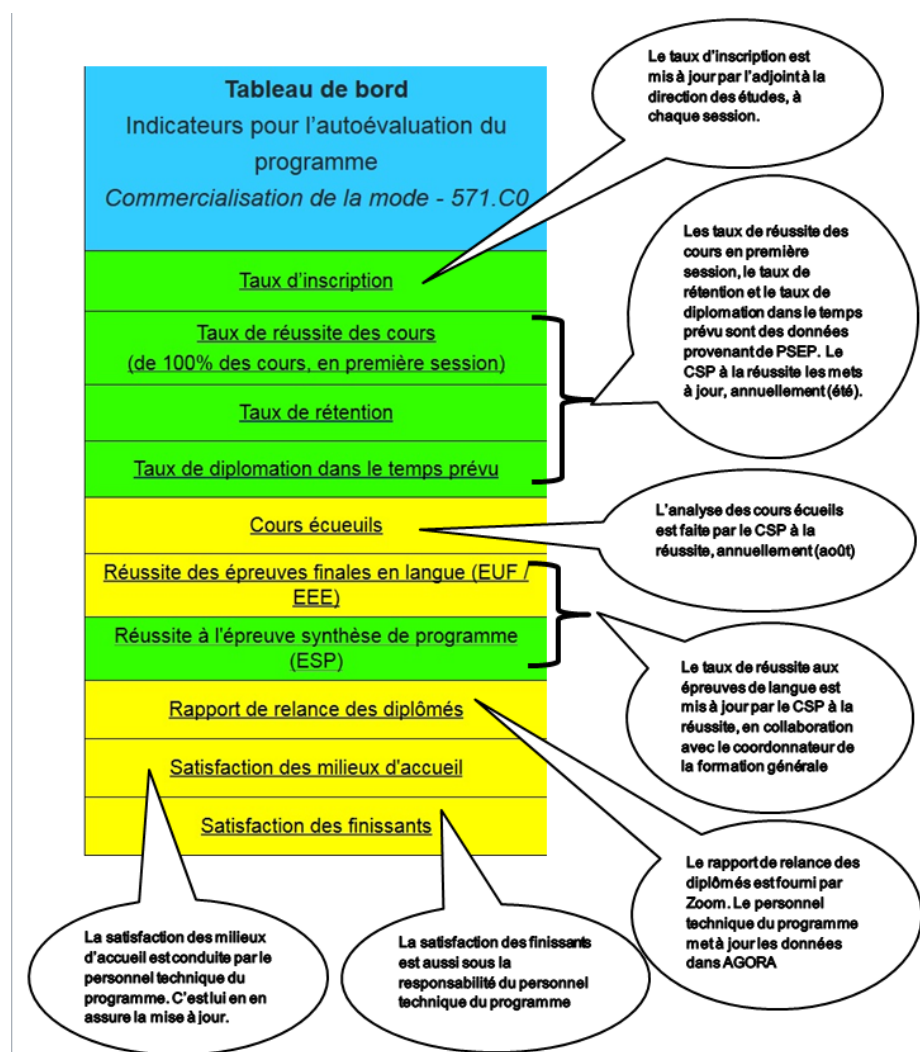 Tableau de bord
Indicateurs pour l'autoévaluation du
programme
Commercialisation de la mode - 571.C0
Taux d'inscription
Taux de réussite des cours
(de 100% des cours, en première session)
Taux de rétention
Taux de diplomation dans le temps prévu
Cours écueuils
Réussite des épreuves finales en langue (EUF /
EEE)
Réussite à l'épreuve synthèse de programme
(ESP)
Rapport de relance des diplômés
Satisfaction des milieux d'accueil
Satisfaction des finissants
Le taux d'inscription est
mis à jour par l'adjoint à la
direction des études, à
chaque session.
Les taux de réussite des
cours en première
session, le taux de
rétention et le taux de
diplomation dans le temps
prévu sont des données
provenant de PSEP. Le
CSP à la réussite les mets
à jour, annuellement (été).
L'analyse des cours écueils
est faite par le CSP à la
réussite, annuellement (août)
Le taux de réussite aux
épreuves de langue est
mis à jour par le CSP à la
réussite, en collaboration
avec le coordonnateur de
la formation générale
Le rapport de relance des
diplômés est fourni par
Zoom. Le personnel
technique du programme
met à jour les données
dans AGORA
La satisfaction des milieux
d'accueil est conduite par le
personnel technique du
programme. C'est lui en en
assure la mise à jour.
La satisfaction des finissants
est aussi sous la
responsabilité du personnel
technique du programme